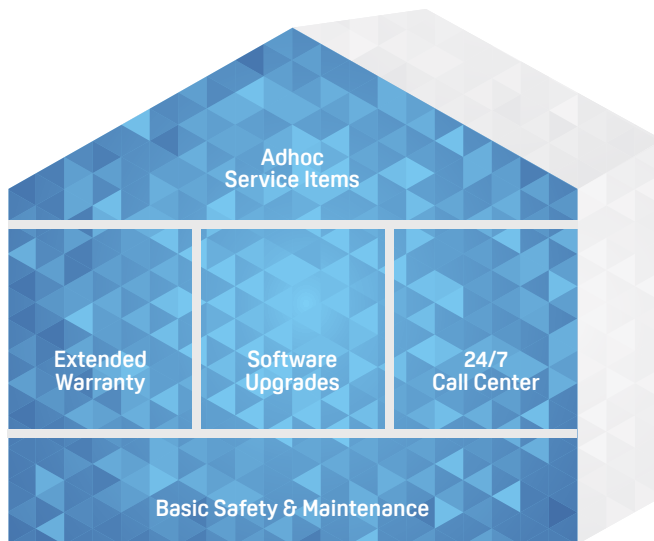 Adhoc
Service Items
Extended
Warranty
Software
Upgrades
24/7
Call Center
Basic Safety & Maintenance